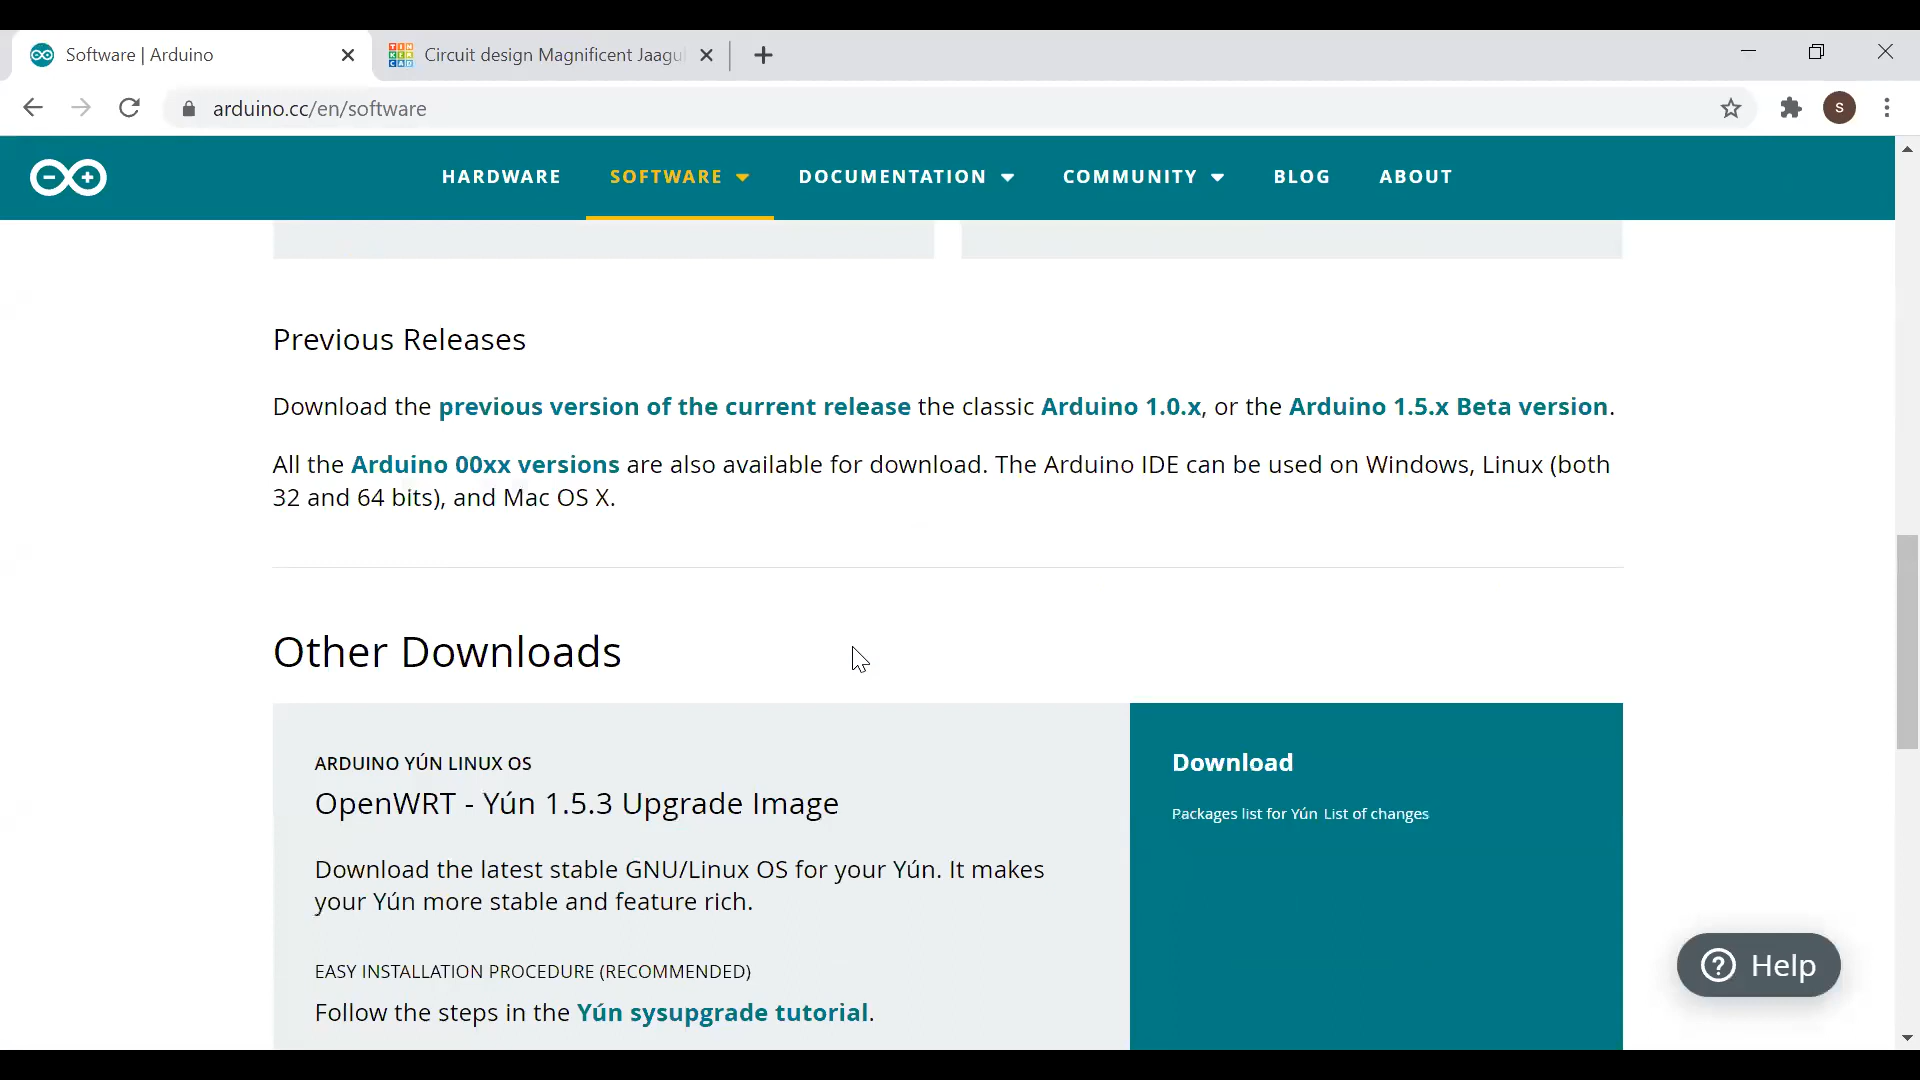 Software | Arduino
Circuit design Magnificent Jaagu
arduino.cc/en/software
S
HARDWARE SOFTWARE DOCUMENTATION COMMUNITY BLOG ABOUT
Previous Releases
Download the previous version of the current release the classic Arduino 1.0.x, or the Arduino 1.5.x Beta version.
All the Arduino 00xx versions are also available for download. The Arduino IDE can be used on Windows, Linux (both
32 and 64 bits), and Mac OS X.
Other Downloads
ARDUINO YÚN LINUX OS
OpenWRT - Yún 1.5.3 Upgrade Image
Download the latest stable GNU/Linux OS for your Yún. It makes
your Yún more stable and feature rich.
EASY INSTALLATION PROCEDURE (RECOMMENDED)
Follow the steps in the Yún sysupgrade tutorial.
Download
Packages list for Yún List of changes
Help